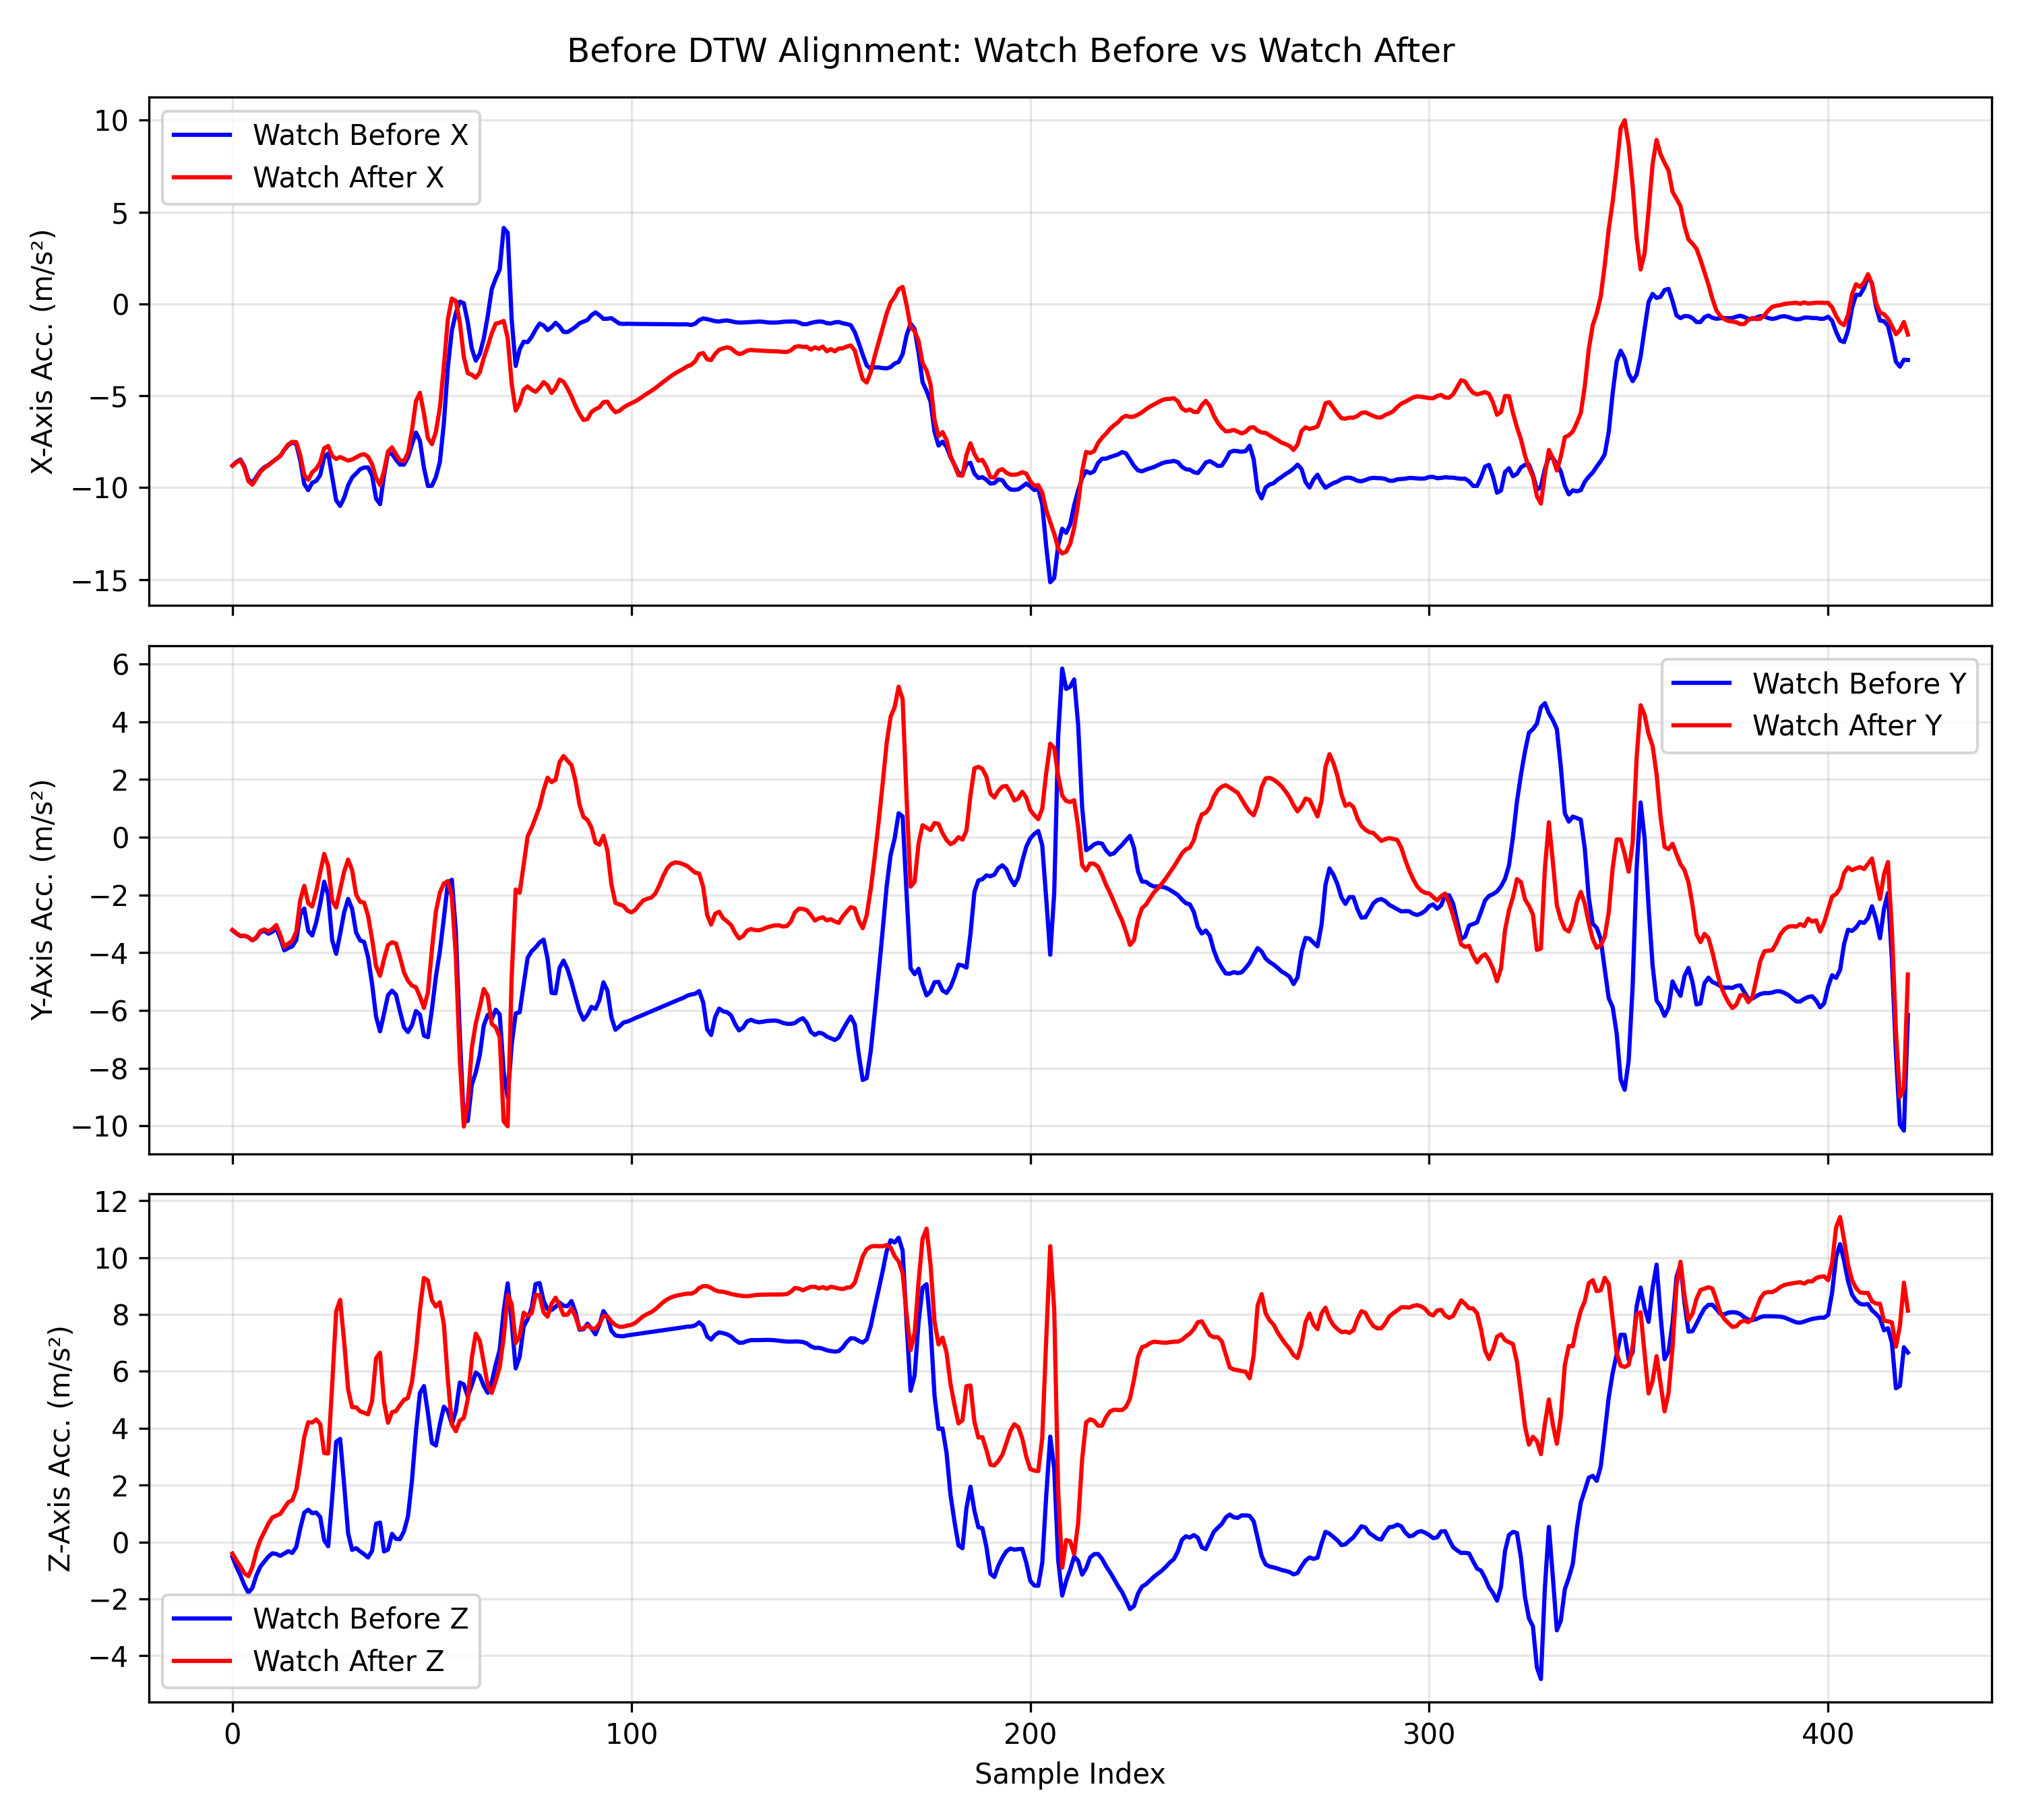 Before DTW Alignment: Watch Before vs Watch After
10
5
0
−5
−10
−15
X-Axis Acc. (m/s²)
Watch Before X
Watch After X
6
4
2
0
−2
−4
−6
−8
−10
Y-Axis Acc. (m/s²)
Watch Before Y
Watch After Y
12
10
8
6
4
2
0
−2
−4
Z-Axis Acc. (m/s²)
Watch Before Z
Watch After Z
0
100
200
300
400
Sample Index